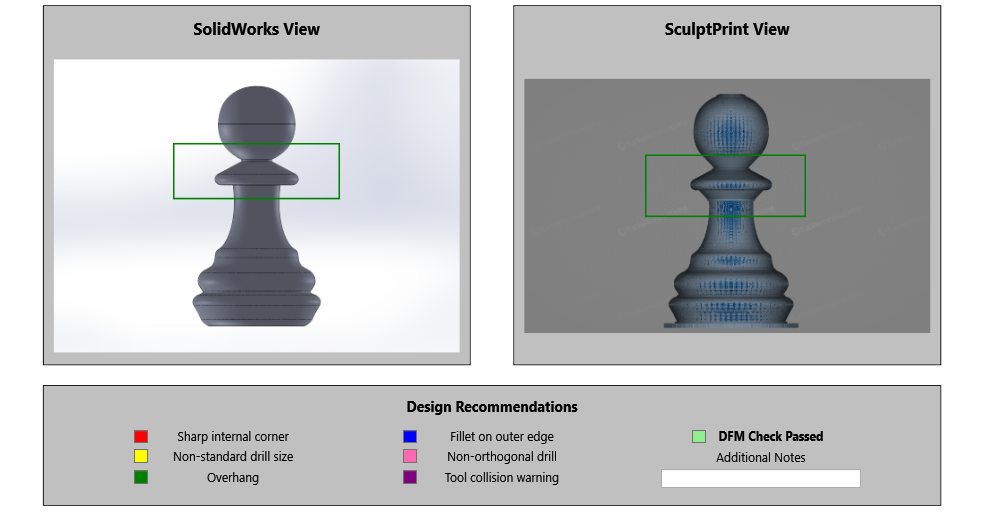 SolidWorks View
SculptPrint View
Design Recommendations
Sharp internal corner
Fillet on outer edge
DFM Check Passed
Non-standard drill size
Non-orthogonal drill
Additional Notes
Overhang
Tool collision warning